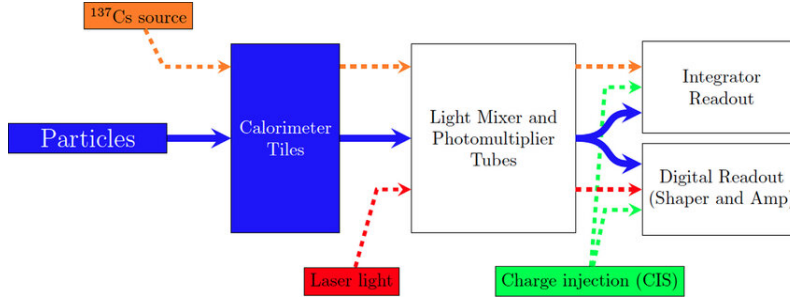 ¹³⁷Cs source
Particles
Calorimeter
Tiles
Light Mixer and
Photomultiplier
Tubes
Integrator
Readout
Digital Readout
(Shaper and Amp)
Laser light
Charge injection (CIS)